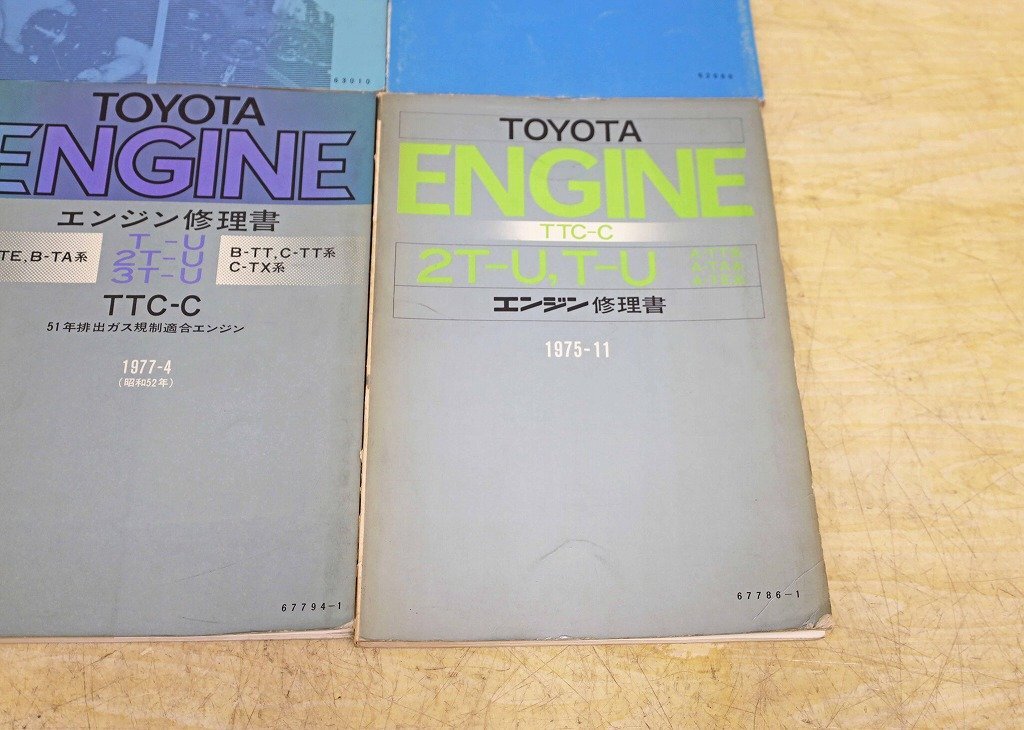 63010
TOYOTA
ENGINE
エンジン修理書
TE,B-TA系
T-U
2T-U
3T-U
B-TT,C-TT系
C-TX系
TTC-C
51年排出ガス規制適合エンジン
1977-4
(昭和52年)
67794-1
TOYOTA
ENGINE
TTC-C
2T-U,T-U
エンジン修理書
1975-11
67786-1